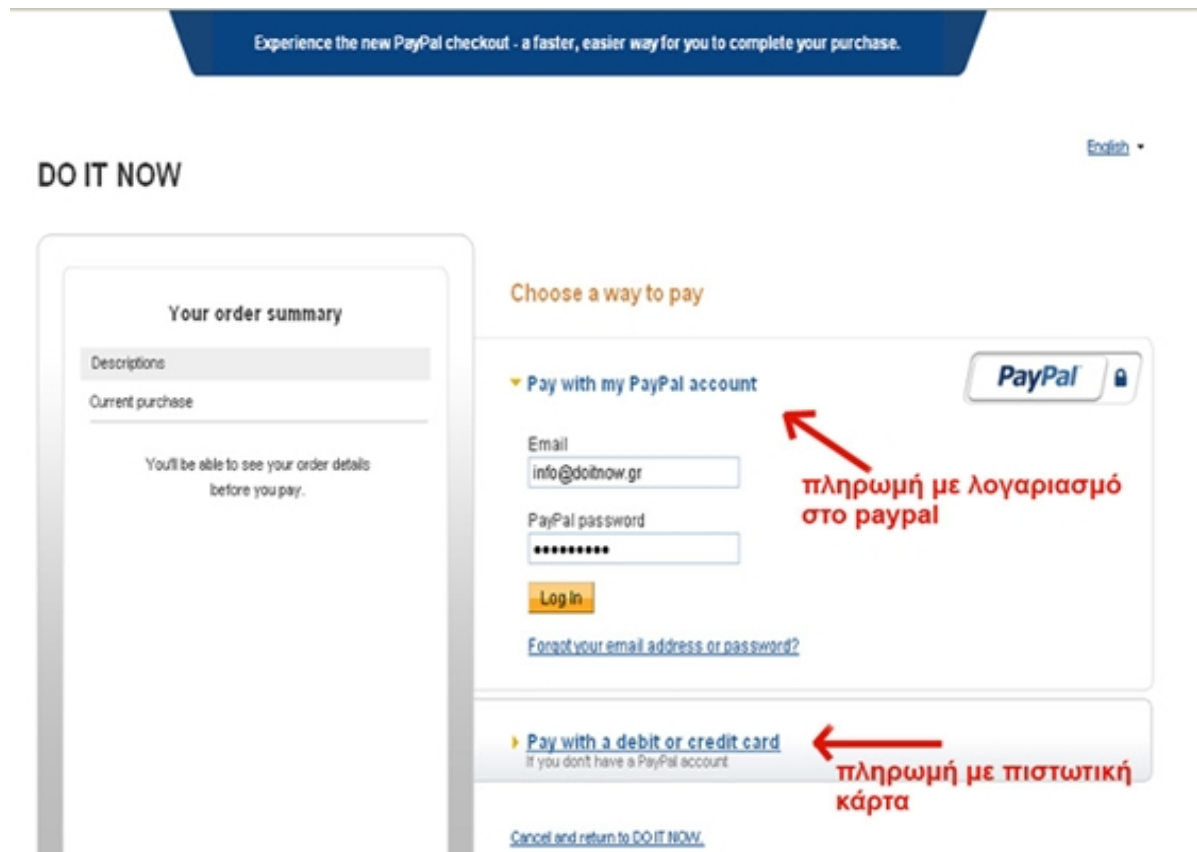 Experience the new PayPal checkout - a faster, easier way for you to complete your purchase.
English
DO IT NOW
Your order summary
Descriptions
Current purchase
You'll be able to see your order details
before you pay.
Choose a way to pay
Pay with my PayPal account
PayPal
Email
info@doitnow.gr
PayPal password
•••••••••
Log In
Forgot your email address or password?
πληρωμή με λογαριασμό
στο paypal
Pay with a debit or credit card
If you don't have a PayPal account
πληρωμή με πιστωτική
κάρτα
Cancel and return to DO IT NOW.